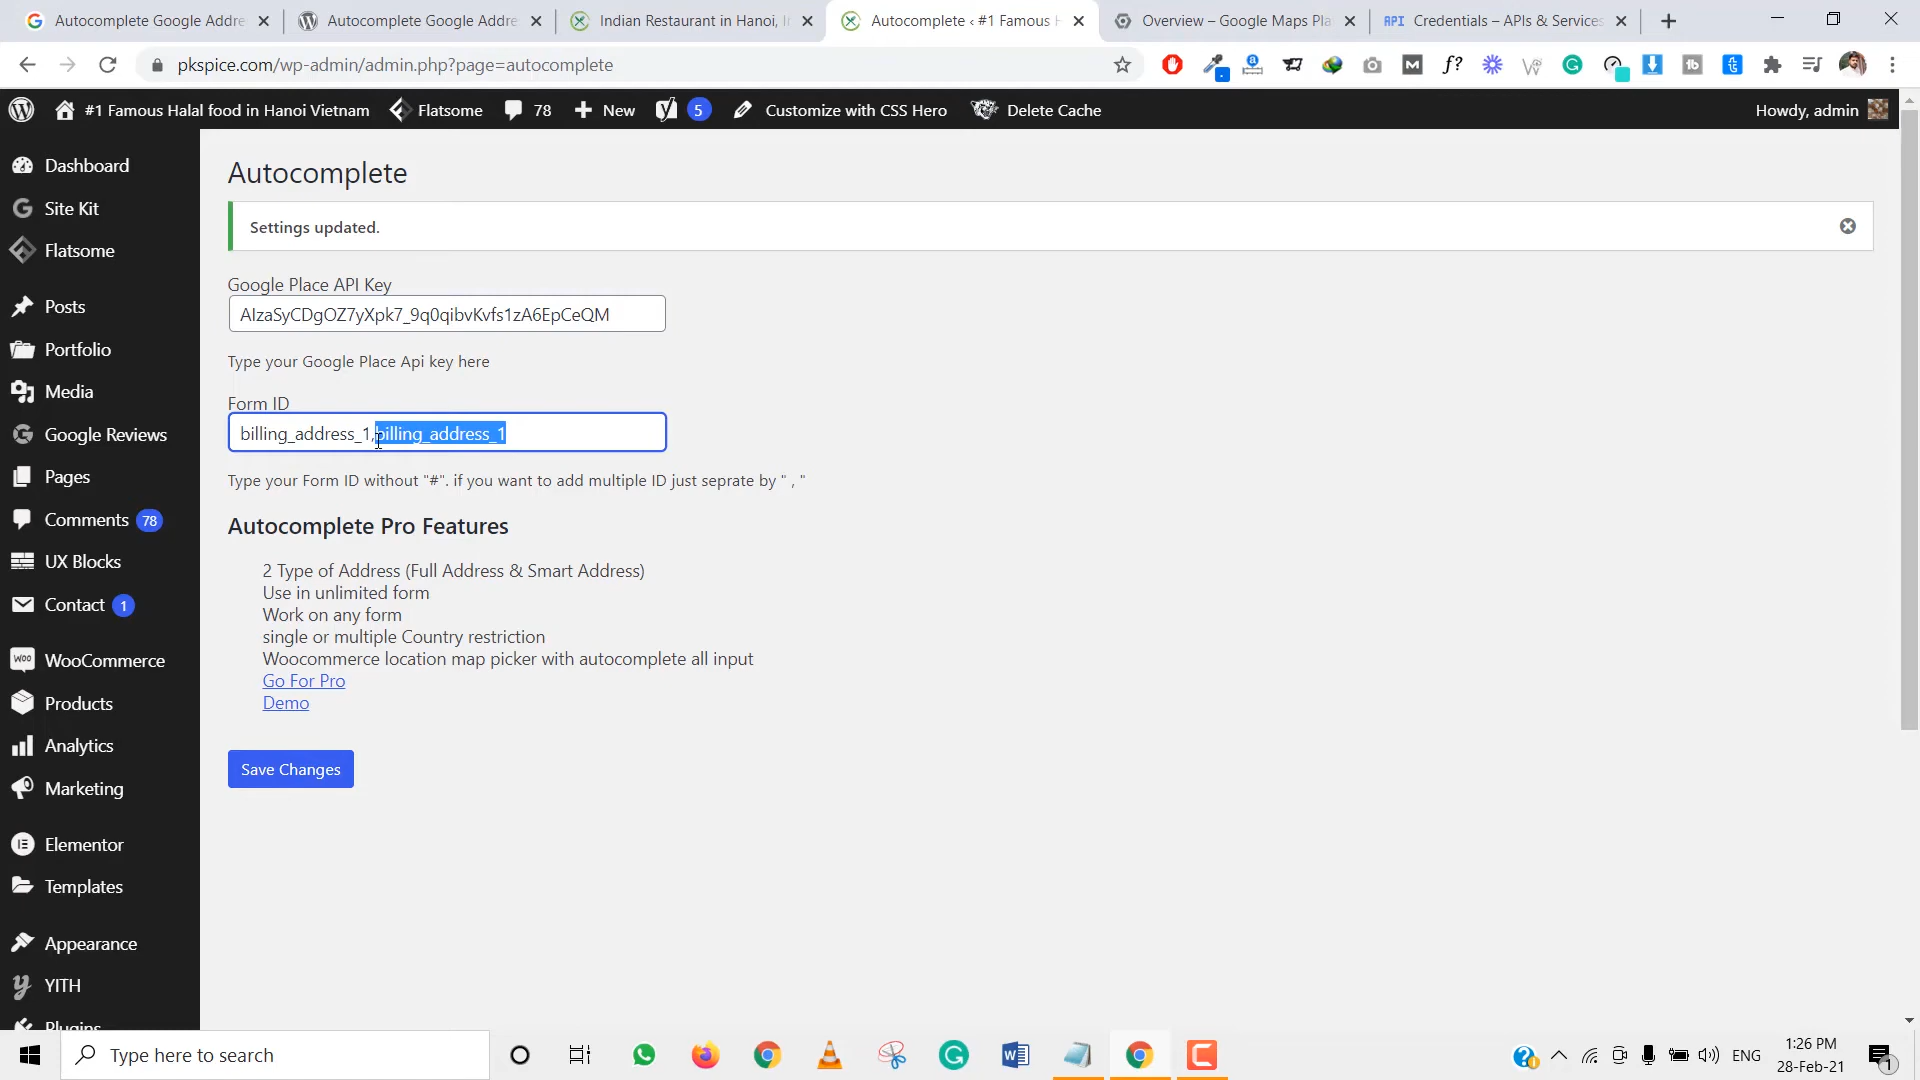 Autocomplete Google Addre
Autocomplete Google Addre
Indian Restaurant in Hanoi, I
Autocomplete ‹ #1 Famous H
Overview – Google Maps Pla
API Credentials – APIs & Services
pkspice.com/wp-admin/admin.php?page=autocomplete
#1 Famous Halal food in Hanoi Vietnam
Flatsome
78
New
5
Customize with CSS Hero
Delete Cache
Howdy, admin
Dashboard
Site Kit
Flatsome
Posts
Portfolio
Media
Google Reviews
Pages
Comments 78
UX Blocks
Contact 1
WooCommerce
Products
Analytics
Marketing
Elementor
Templates
Appearance
YITH
Plugins
Autocomplete
Settings updated.
Google Place API Key
AIzaSyCDgOZ7yXpk7_9q0qibvKvfs1zA6EpCeQM
Type your Google Place Api key here
Form ID
billing_address_1,billing_address_1
Type your Form ID without "#". if you want to add multiple ID just seprate by " , "
Autocomplete Pro Features
2 Type of Address (Full Address & Smart Address)
Use in unlimited form
Work on any form
single or multiple Country restriction
Woocommerce location map picker with autocomplete all input
Go For Pro
Demo
Save Changes
Type here to search
ENG
1:26 PM
28-Feb-21
1